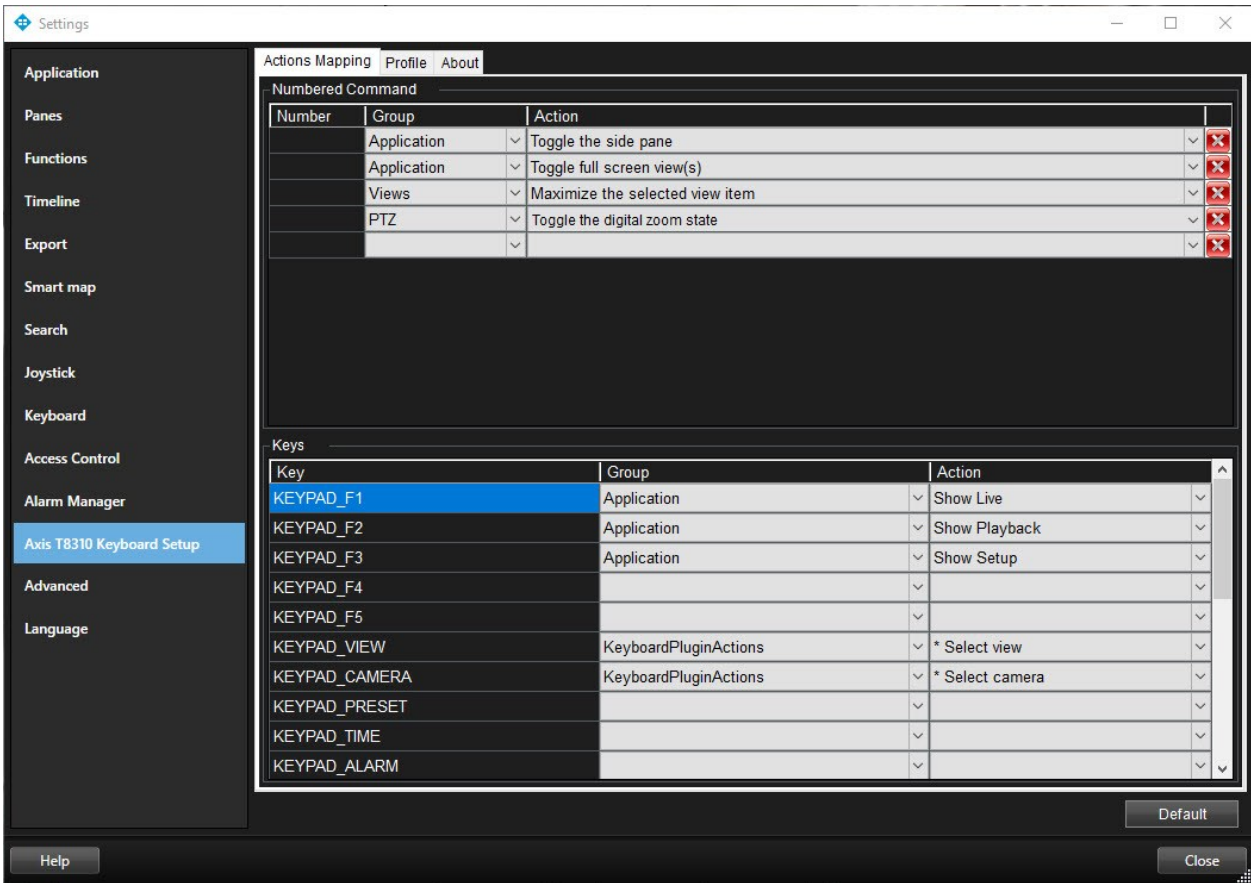 Settings
Application
Panes
Functions
Timeline
Export
Smart map
Search
Joystick
Keyboard
Access Control
Alarm Manager
Axis T8310 Keyboard Setup
Advanced
Language
Actions Mapping Profile About
Numbered Command
Number Group Action
Application Toggle the side pane
Application Toggle full screen view(s)
Views Maximize the selected view item
PTZ Toggle the digital zoom state
Keys
Key Group Action
KEYPAD_F1 Application Show Live
KEYPAD_F2 Application Show Playback
KEYPAD_F3 Application Show Setup
KEYPAD_F4
KEYPAD_F5
KEYPAD_VIEW KeyboardPluginActions * Select view
KEYPAD_CAMERA KeyboardPluginActions * Select camera
KEYPAD_PRESET
KEYPAD_TIME
KEYPAD_ALARM
Default
Help Close